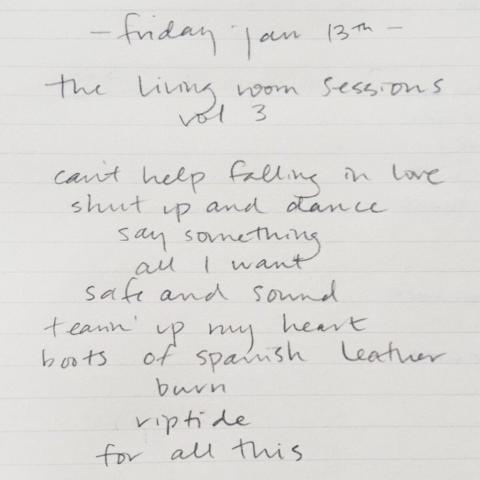 - friday jan 13th -
the living room sessions
vol 3
can't help falling in love
shut up and dance
say something
all I want
safe and sound
tearin' up my heart
boots of spanish leather
burn
riptide
for all this